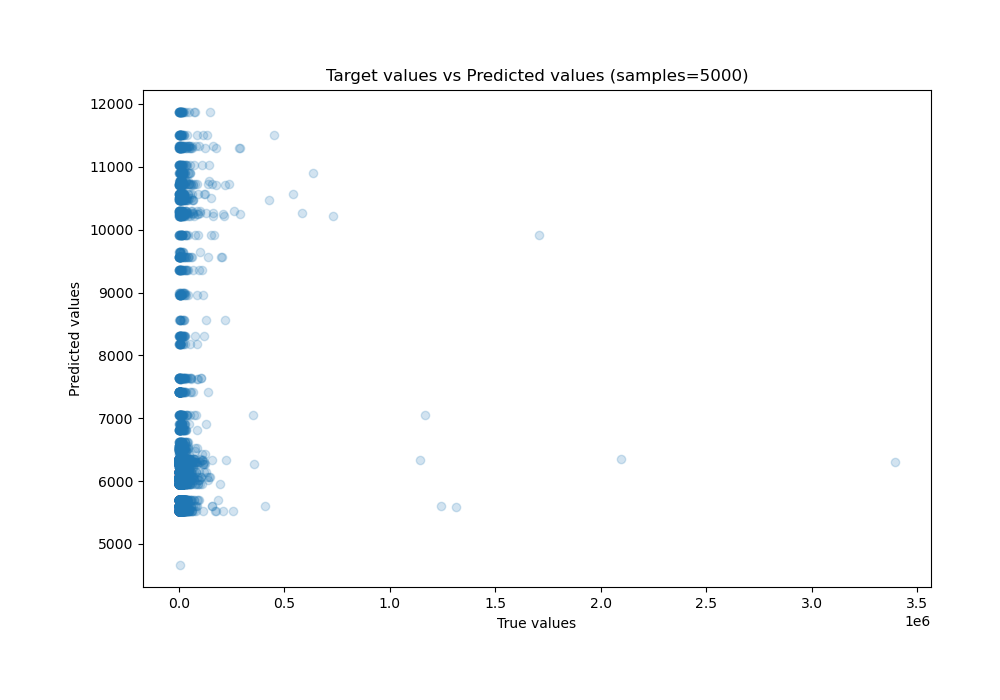 Target values vs Predicted values (samples=5000)
12000
11000
10000
9000
8000
7000
6000
5000
Predicted values
0.0 0.5 1.0 1.5 2.0 2.5 3.0 3.5
1e6
True values